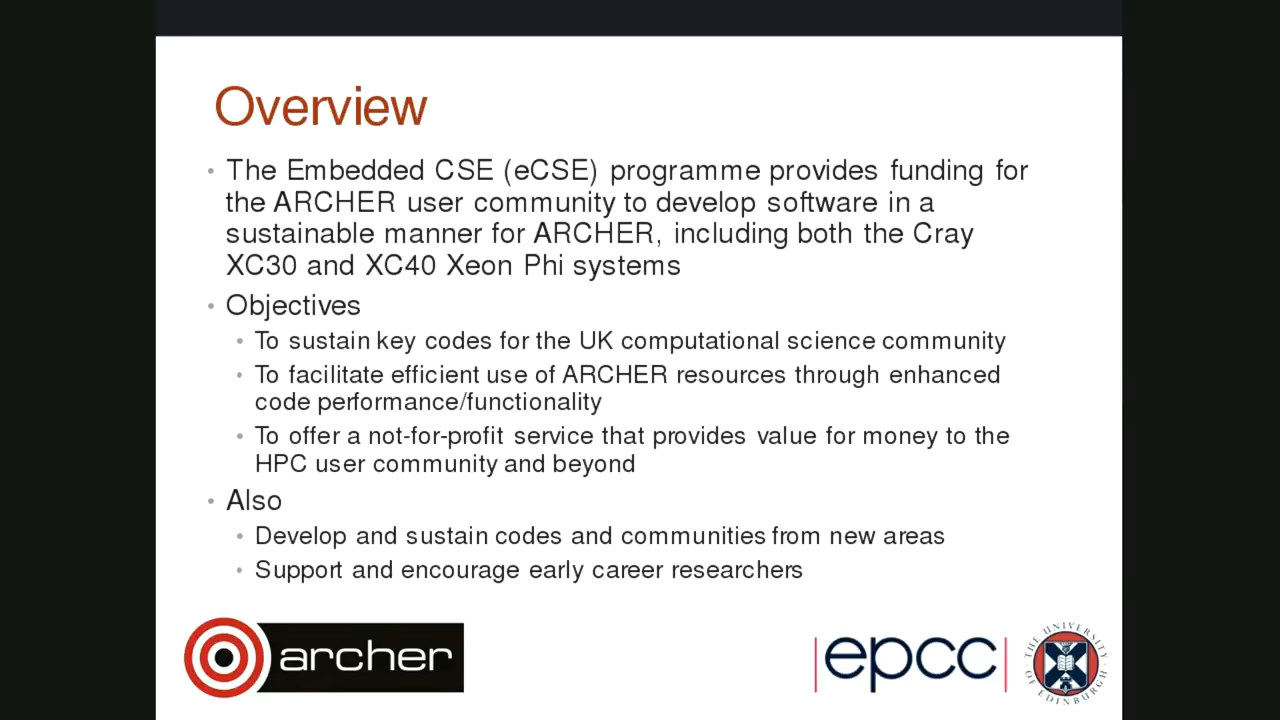 Overview
• The Embedded CSE (eCSE) programme provides funding for
the ARCHER user community to develop software in a
sustainable manner for ARCHER, including both the Cray
XC30 and XC40 Xeon Phi systems
• Objectives
• To sustain key codes for the UK computational science community
• To facilitate efficient use of ARCHER resources through enhanced
code performance/functionality
• To offer a not-for-profit service that provides value for money to the
HPC user community and beyond
• Also
• Develop and sustain codes and communities from new areas
• Support and encourage early career researchers
archer
epcc
THE UNIVERSITY
OF EDINBURGH